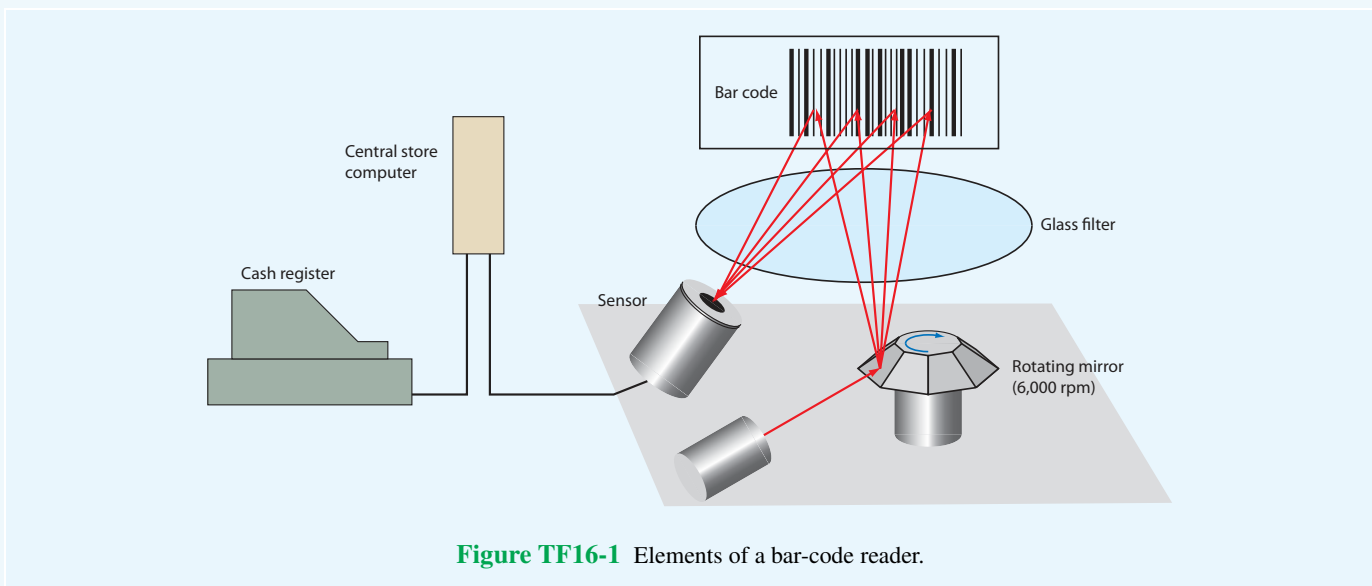 Bar code
Central store
computer
Glass filter
Cash register
Sensor
Rotating mirror
(6,000 rpm)
Figure TF16-1 Elements of a bar-code reader.